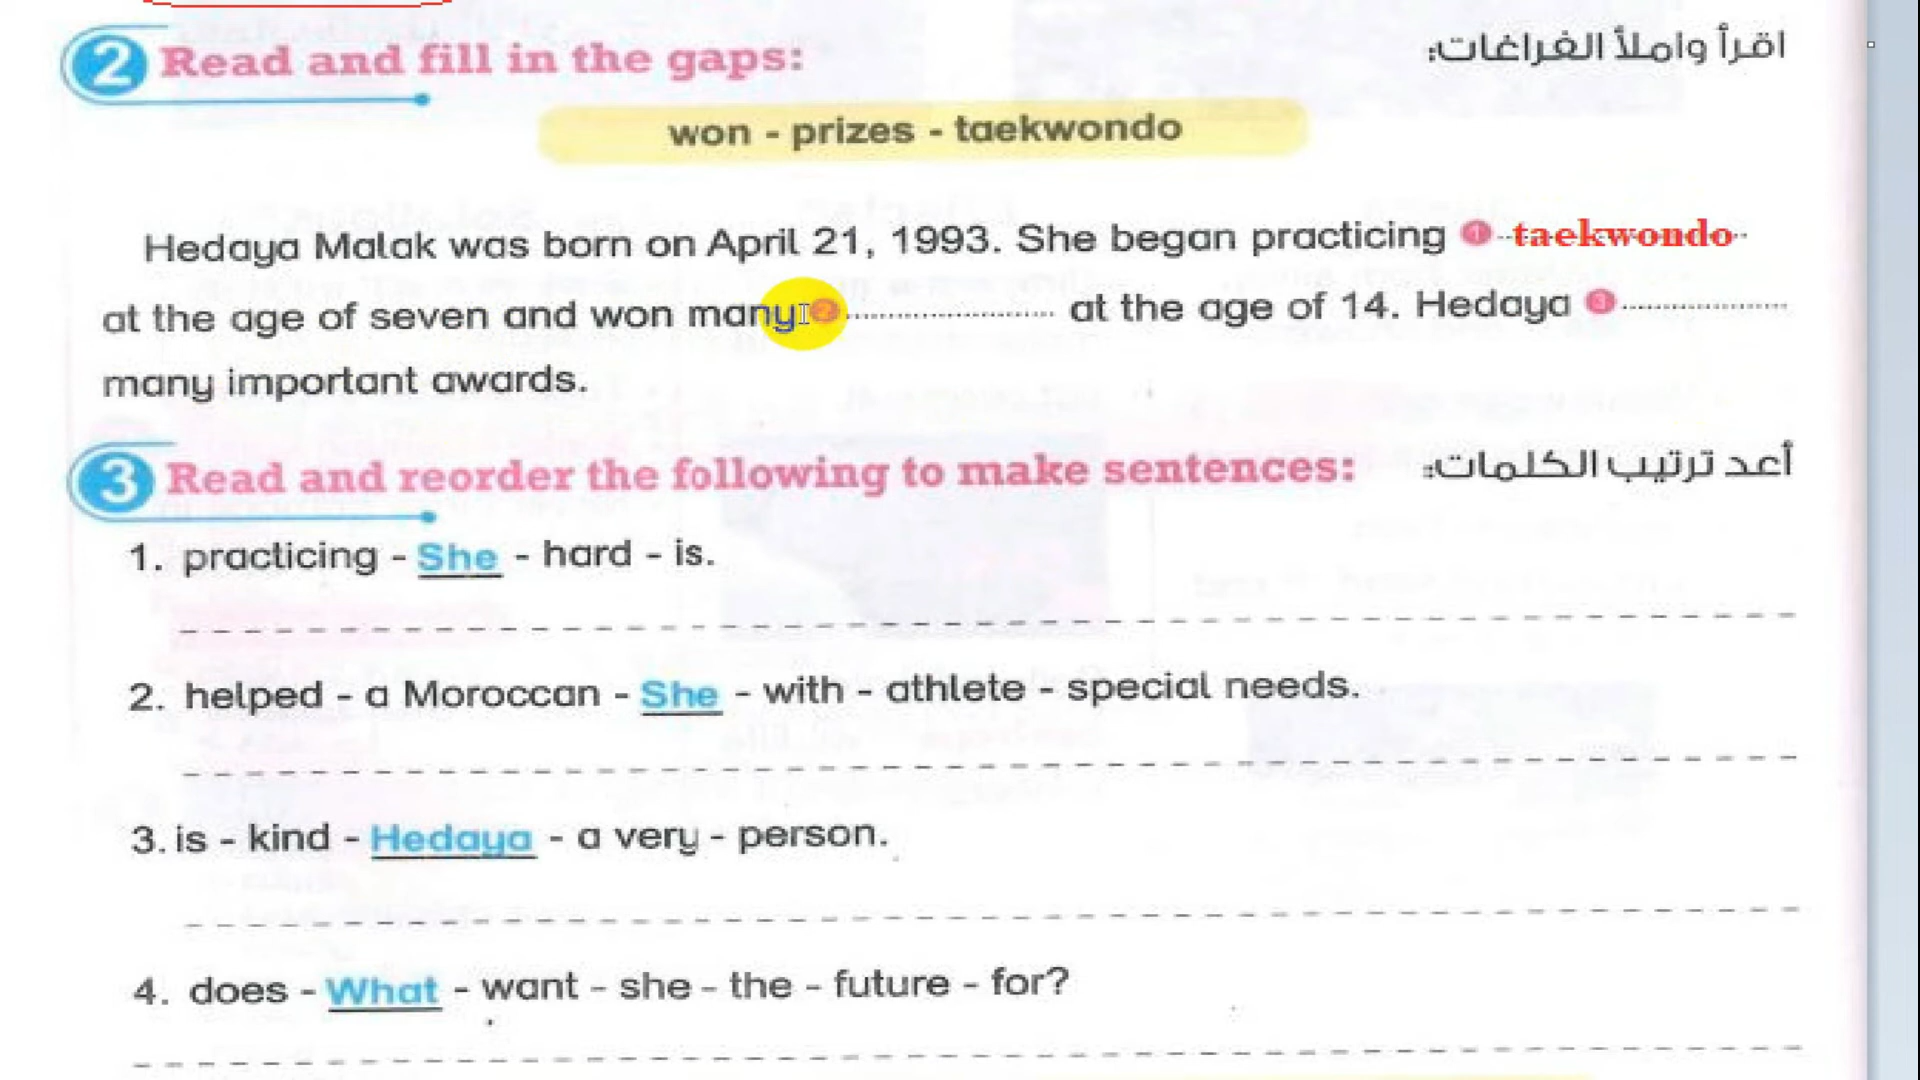 2 Read and fill in the gaps: اقرأ واملأ الفراغات:
won - prizes - taekwondo
Hedaya Malak was born on April 21, 1993. She began practicing 1 taekwondo
at the age of seven and won many 2 .................... at the age of 14. Hedaya 3 ....................
many important awards.
3 Read and reorder the following to make sentences: أعد ترتيب الكلمات:
1. practicing - She - hard - is.
2. helped - a Moroccan - She - with - athlete - special needs.
3. is - kind - Hedaya - a very - person.
4. does - What - want - she - the - future - for?